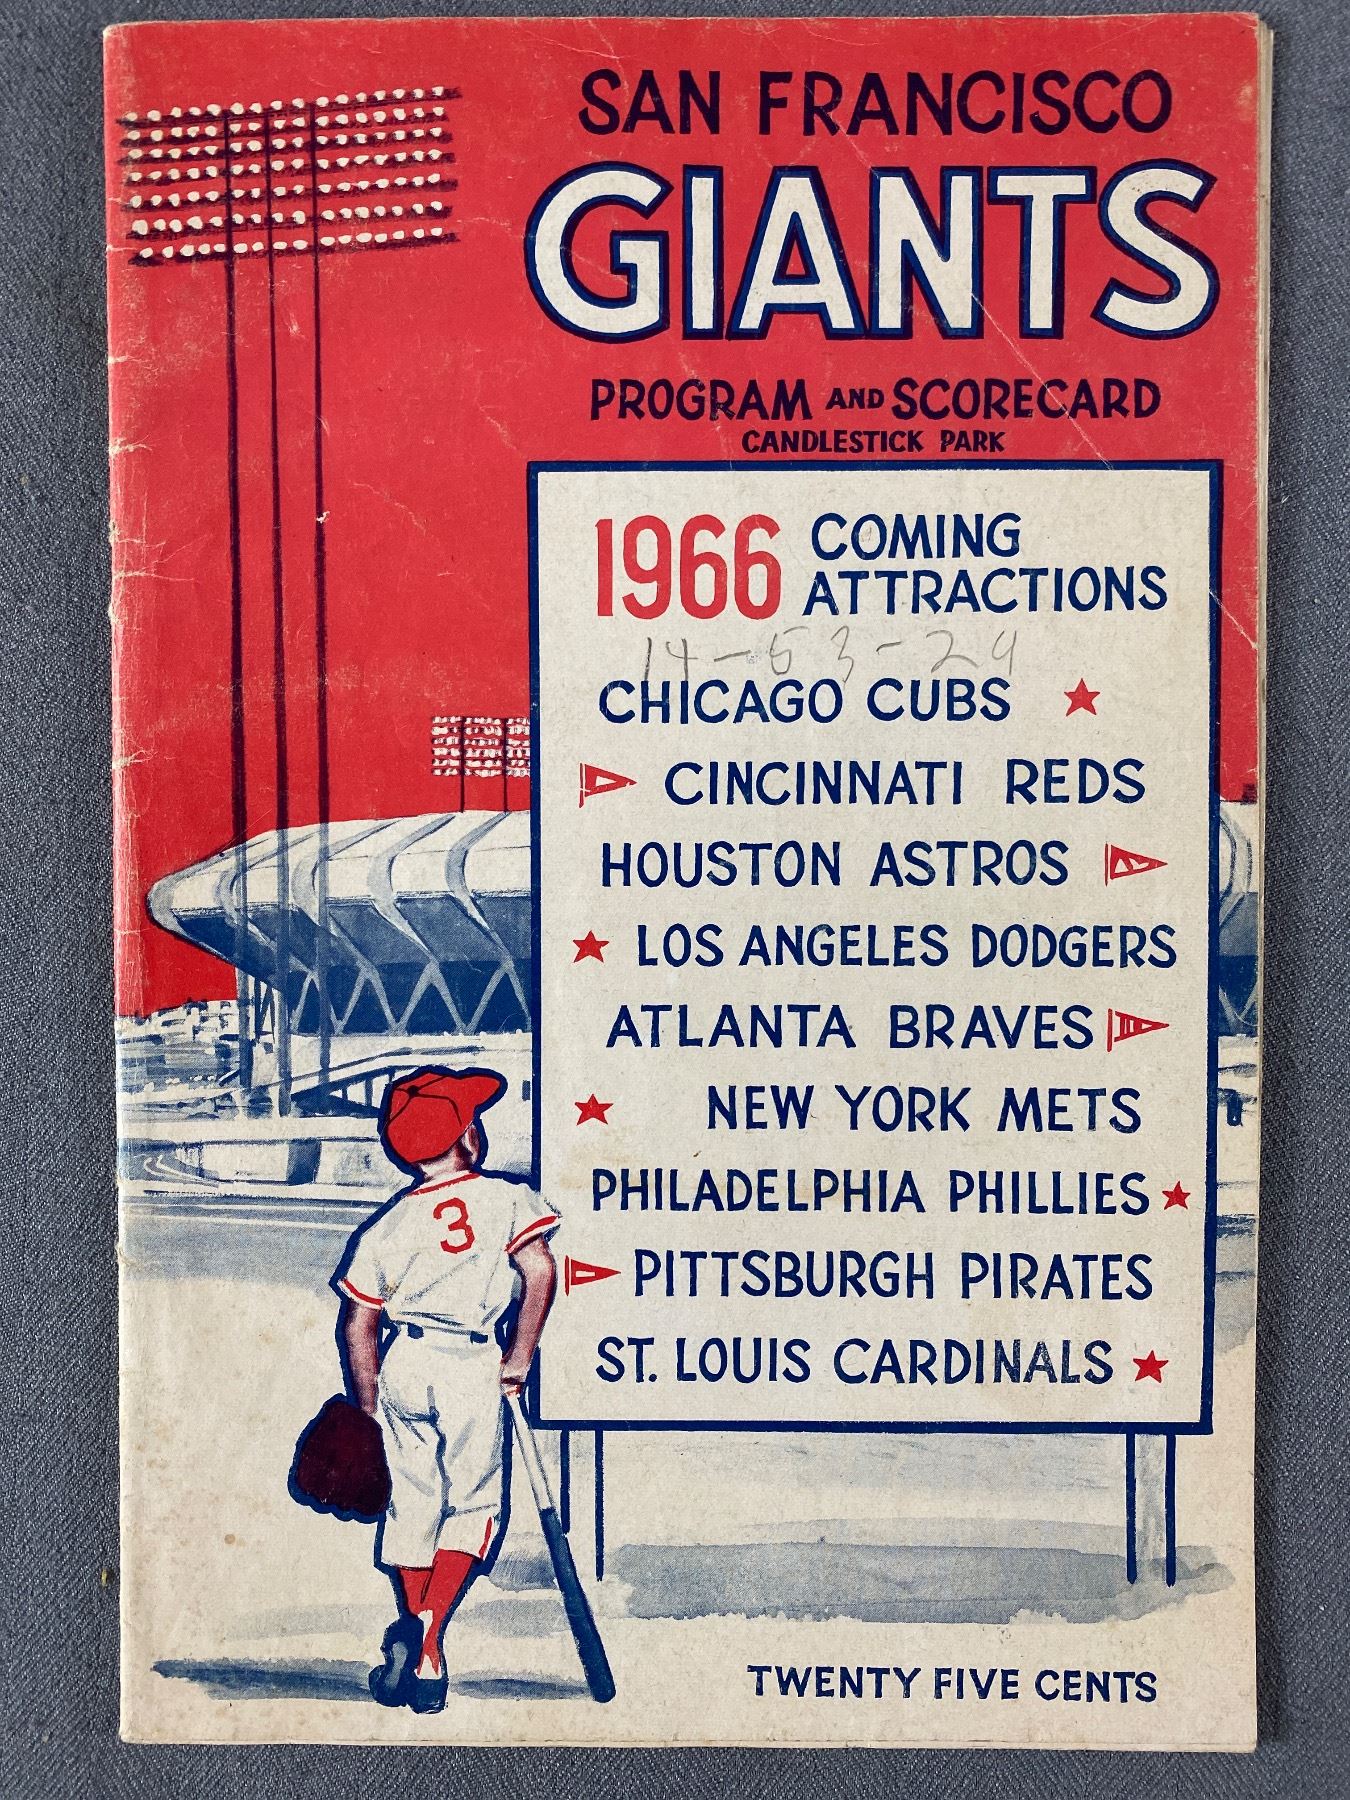 SAN FRANCISCO
GIANTS
PROGRAM AND SCORECARD
CANDLESTICK PARK
1966 COMING
ATTRACTIONS
14-53-24
CHICAGO CUBS
CINCINNATI REDS
HOUSTON ASTROS
LOS ANGELES DODGERS
ATLANTA BRAVES
NEW YORK METS
PHILADELPHIA PHILLIES
PITTSBURGH PIRATES
ST. LOUIS CARDINALS
3
TWENTY FIVE CENTS